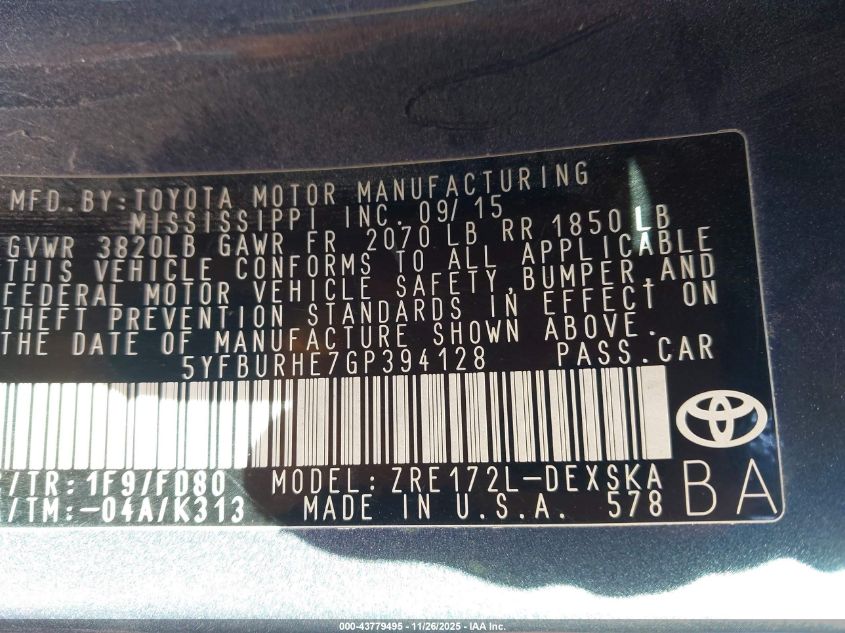 MFD.BY:TOYOTA MOTOR MANUFACTURING
MISSISSIPPI INC. 09/15
GVWR 3820LB GAWR FR 2070 LB RR 1850 LB
THIS VEHICLE CONFORMS TO ALL APPLICABLE
FEDERAL MOTOR VEHICLE SAFETY,BUMPER,AND
THEFT PREVENTION STANDARDS IN EFFECT ON
THE DATE OF MANUFACTURE SHOWN ABOVE.
5YFBURHE7GP394128 PASS.CAR
/TR:1F9/FD80 MODEL:ZRE172L-DEXSKA
/TM:-04A/K313 MADE IN U.S.A. 578
BA
000-43779495 - 11/26/2025 - IAA Inc.